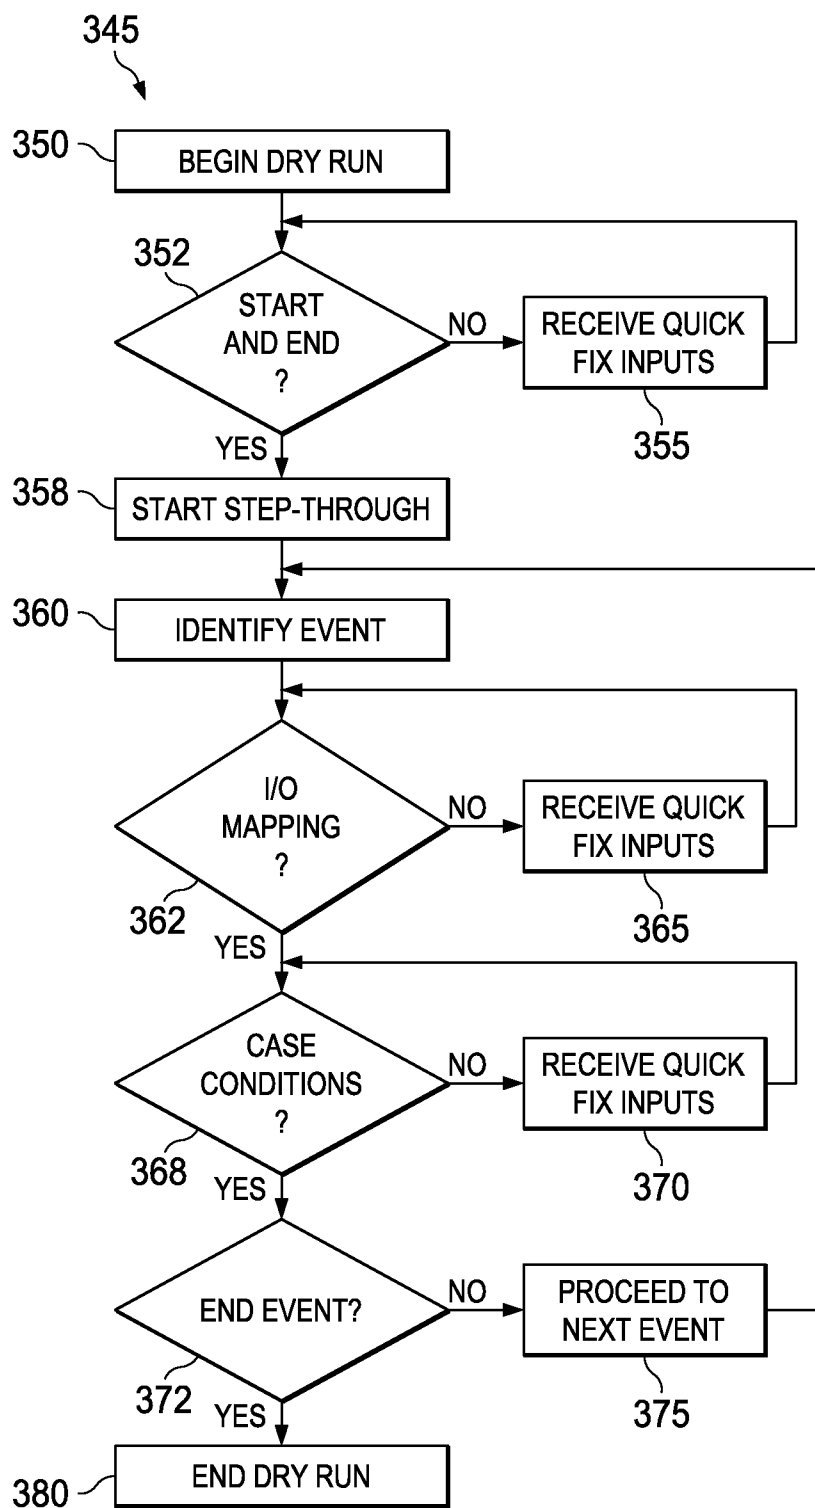 345
350
BEGIN DRY RUN
352
START
AND END
?
NO
RECEIVE QUICK
FIX INPUTS
355
YES
358
START STEP-THROUGH
360
IDENTIFY EVENT
I/O
MAPPING
?
NO
RECEIVE QUICK
FIX INPUTS
362
365
YES
CASE
CONDITIONS
?
NO
RECEIVE QUICK
FIX INPUTS
368
370
YES
END EVENT?
NO
PROCEED TO
NEXT EVENT
372
375
YES
380
END DRY RUN